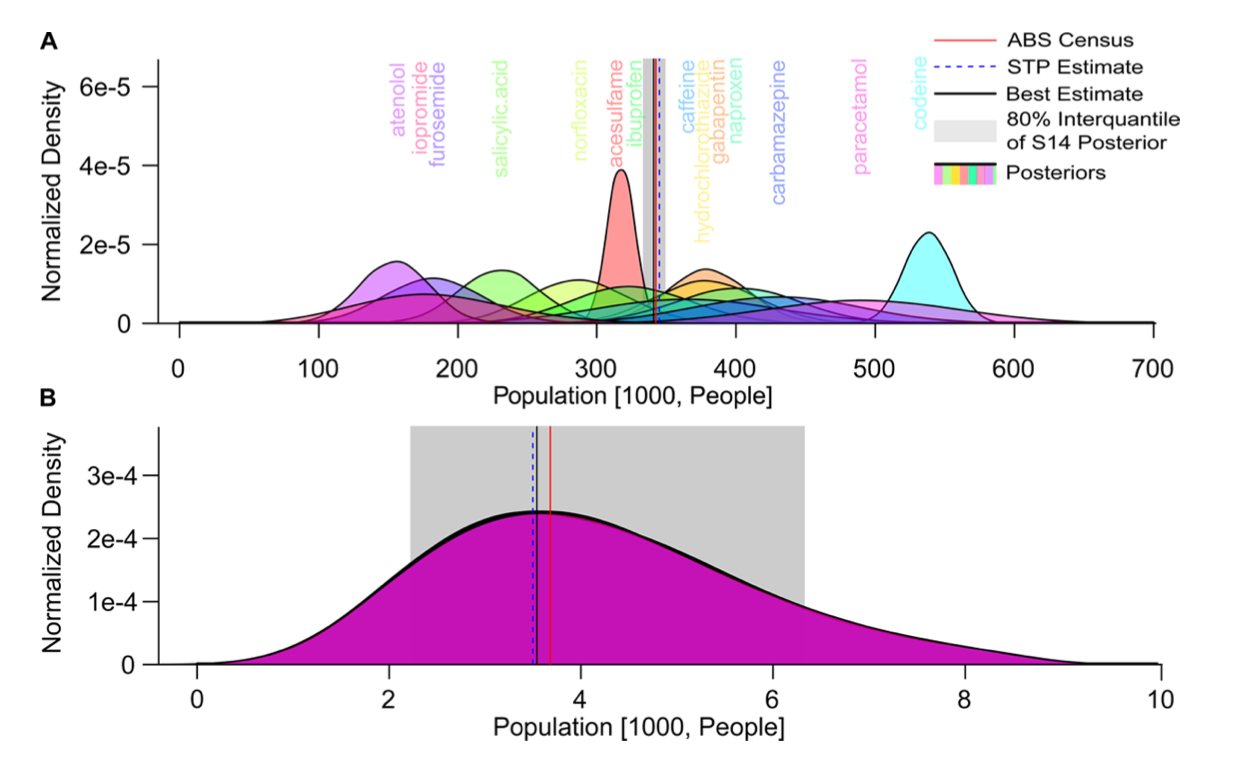 A
ABS Census
STP Estimate
Best Estimate
80% Interquantile
of S14 Posterior
Posteriors
atenolol
iopromide
furosemide
salicylic.acid
norfloxacin
acesulfame
ibuprofen
caffeine
hydrochlorothiazide
gabapentin
naproxen
carbamazepine
paracetamol
codeine
Normalized Density
6e-5
4e-5
2e-5
0
0 100 200 300 400 500 600 700
Population [1000, People]
B
Normalized Density
3e-4
2e-4
1e-4
0
0 2 4 6 8 10
Population [1000, People]